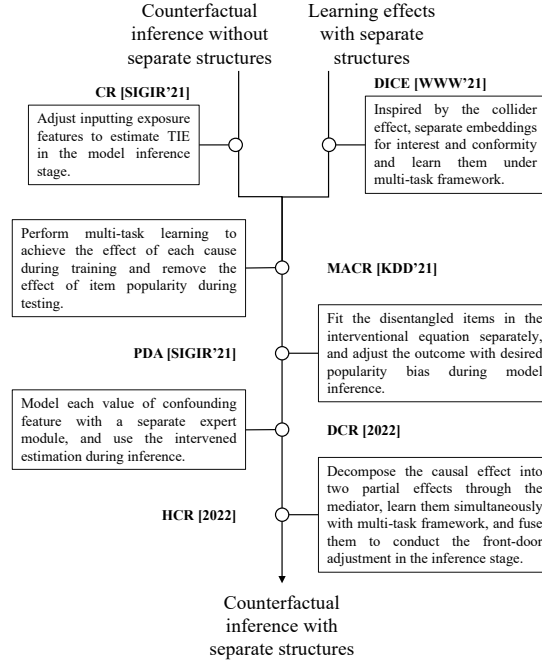 Counterfactual
inference without
separate structures
Learning effects
with separate
structures
CR [SIGIR'21]
Adjust inputting exposure
features to estimate TIE
in the model inference
stage.
DICE [WWW'21]
Inspired by the collider
effect, separate embeddings
for interest and conformity
and learn them under
multi-task framework.
Perform multi-task learning to
achieve the effect of each cause
during training and remove the
effect of item popularity during
testing.
MACR [KDD'21]
PDA [SIGIR'21]
Fit the disentangled items in the
interventional equation separately,
and adjust the outcome with desired
popularity bias during model
inference.
Model each value of confounding
feature with a separate expert
module, and use the intervened
estimation during inference.
DCR [2022]
HCR [2022]
Decompose the causal effect into
two partial effects through the
mediator, learn them simultaneously
with multi-task framework, and fuse
them to conduct the front-door
adjustment in the inference stage.
Counterfactual
inference with
separate structures